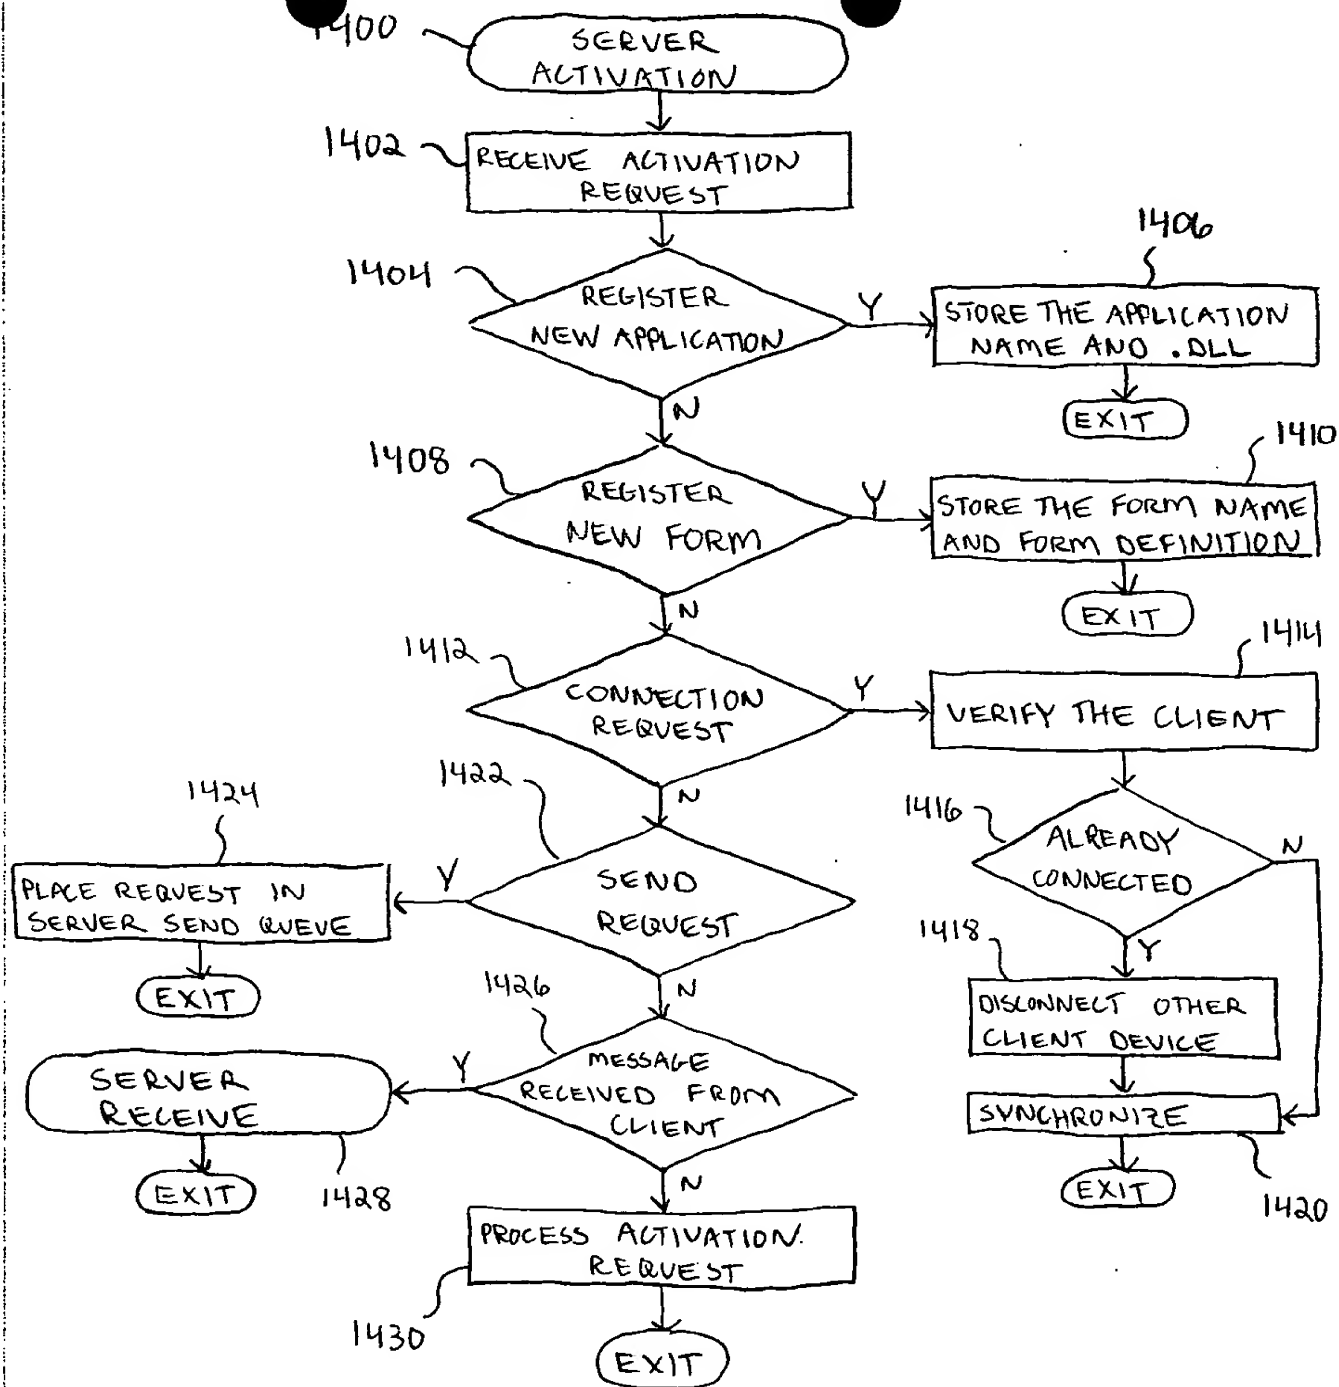 1400
SERVER
ACTIVATION
1402
RECEIVE ACTIVATION
REQUEST
1404
REGISTER
NEW APPLICATION
Y
1406
STORE THE APPLICATION
NAME AND .DLL
EXIT
N
1408
REGISTER
NEW FORM
Y
1410
STORE THE FORM NAME
AND FORM DEFINITION
EXIT
N
1412
CONNECTION
REQUEST
Y
1414
VERIFY THE CLIENT
N
1416
ALREADY
CONNECTED
N
Y
1418
DISCONNECT OTHER
CLIENT DEVICE
SYNCHRONIZE
1420
EXIT
1422
SEND
REQUEST
Y
1424
PLACE REQUEST IN
SERVER SEND QUEUE
EXIT
N
1426
MESSAGE
RECEIVED FROM
CLIENT
Y
SERVER
RECEIVE
1428
EXIT
N
PROCESS ACTIVATION
REQUEST
1430
EXIT